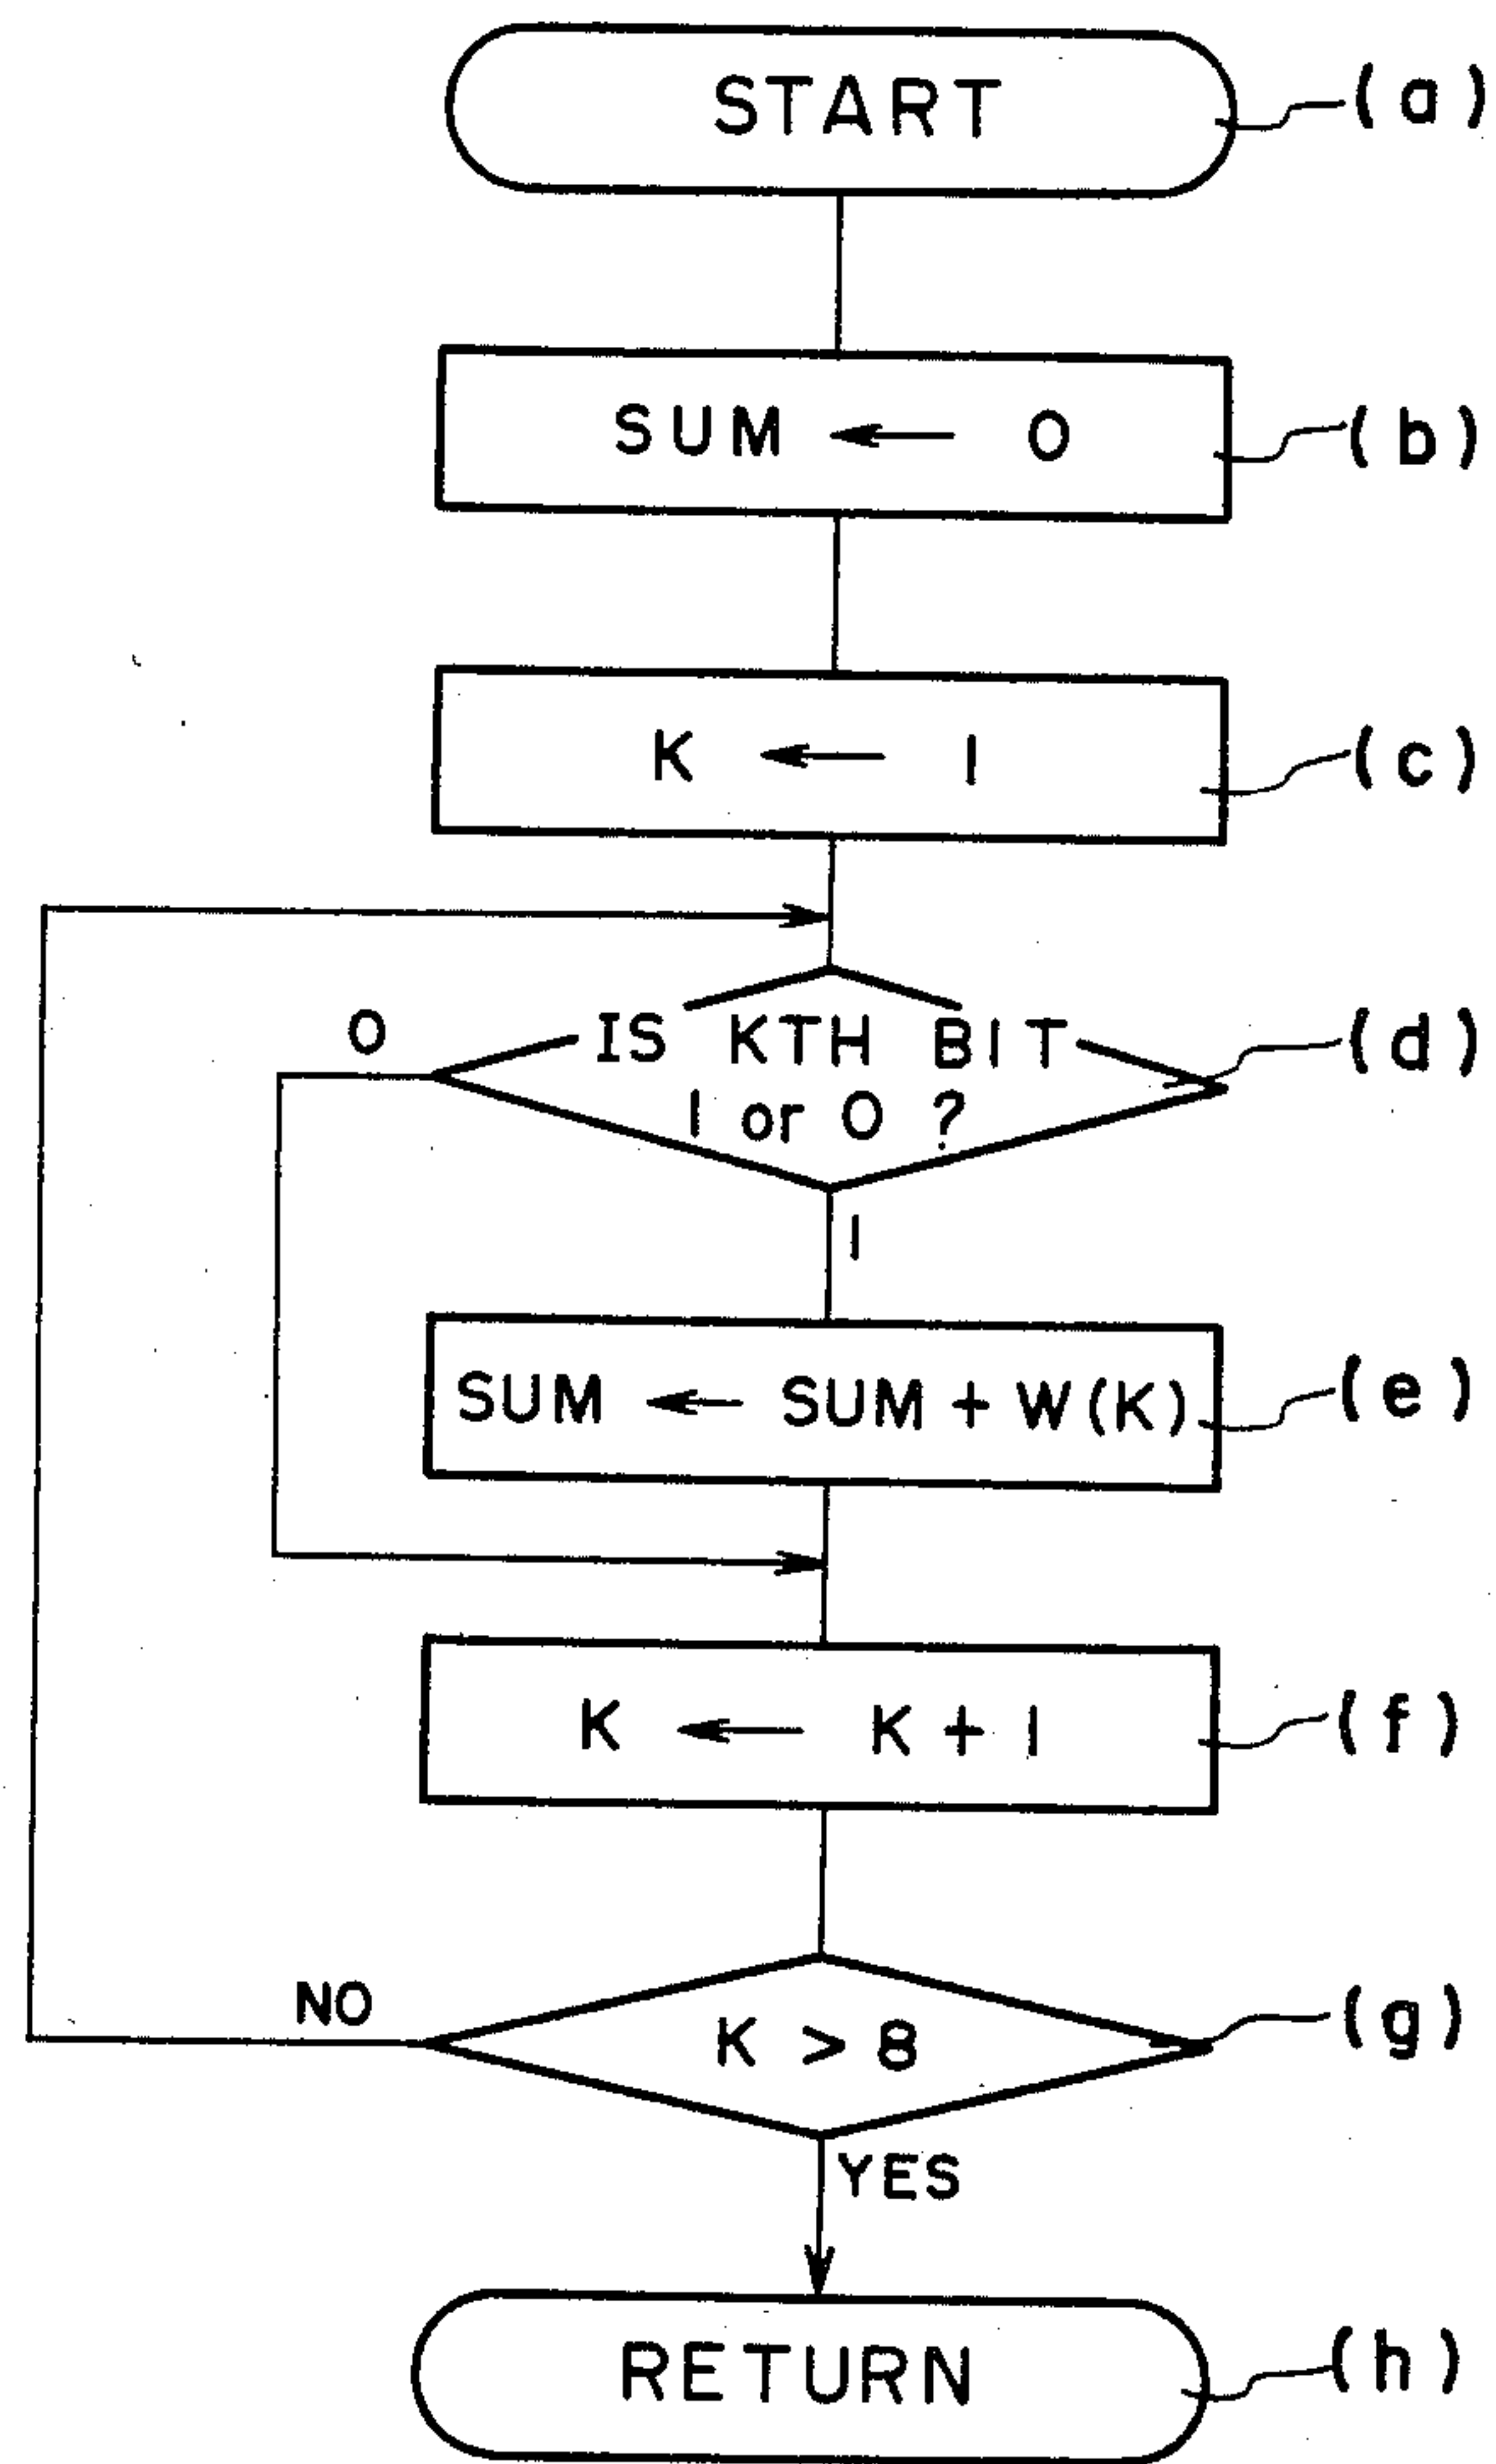 START (a)
SUM ← 0 (b)
K ← 1 (c)
0
IS KTH BIT (d)
1 or 0 ?
1
SUM ← SUM + W(K) (e)
K ← K + 1 (f)
NO
K > 8 (g)
YES
RETURN (h)